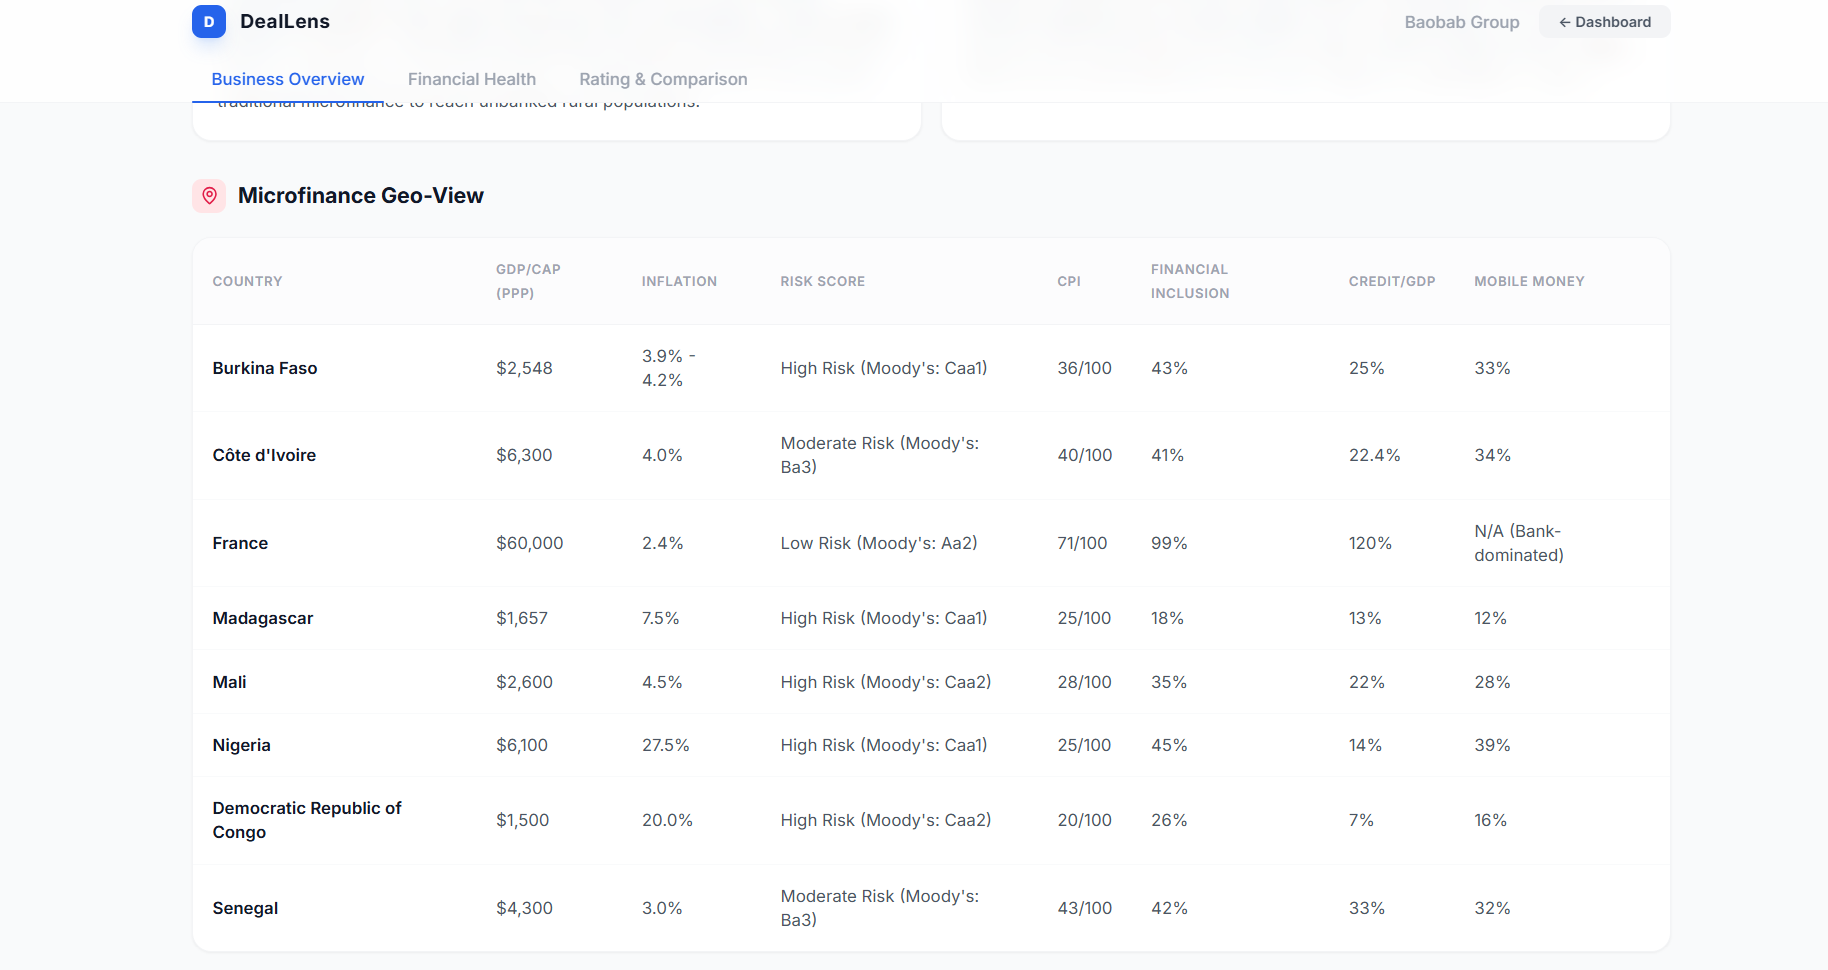 D DealLens
Baobab Group
← Dashboard
Business Overview
Financial Health
Rating & Comparison
traditional microfinance to reach unbanked rural populations.
Microfinance Geo-View
COUNTRY
GDP/CAP
(PPP)
INFLATION
RISK SCORE
CPI
FINANCIAL
INCLUSION
CREDIT/GDP
MOBILE MONEY
Burkina Faso
$2,548
3.9% -
4.2%
High Risk (Moody's: Caa1)
36/100
43%
25%
33%
Côte d'Ivoire
$6,300
4.0%
Moderate Risk (Moody's:
Ba3)
40/100
41%
22.4%
34%
France
$60,000
2.4%
Low Risk (Moody's: Aa2)
71/100
99%
120%
N/A (Bank-
dominated)
Madagascar
$1,657
7.5%
High Risk (Moody's: Caa1)
25/100
18%
13%
12%
Mali
$2,600
4.5%
High Risk (Moody's: Caa2)
28/100
35%
22%
28%
Nigeria
$6,100
27.5%
High Risk (Moody's: Caa1)
25/100
45%
14%
39%
Democratic Republic of
Congo
$1,500
20.0%
High Risk (Moody's: Caa2)
20/100
26%
7%
16%
Senegal
$4,300
3.0%
Moderate Risk (Moody's:
Ba3)
43/100
42%
33%
32%